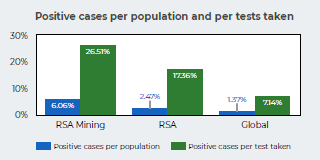 Positive cases per population and per tests taken
30%
20%
10%
0%
6.06%
26.51%
2.47%
17.36%
1.37%
7.14%
RSA Mining
RSA
Global
Positive cases per population
Positive cases per test taken